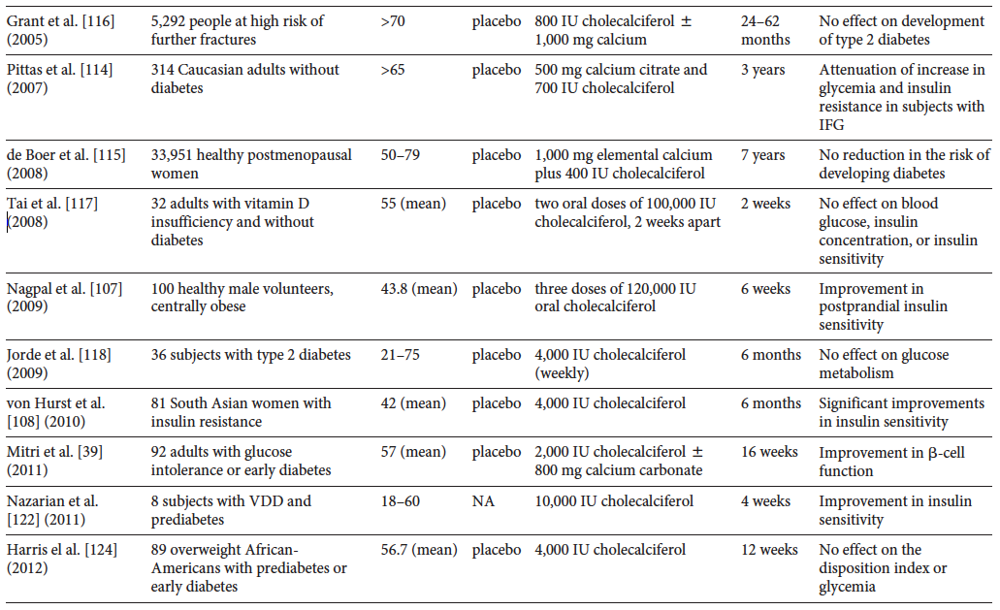 Grant et al. [116] 5,292 people at high risk of >70 placebo 800 IU cholecalciferol ± 24–62 No effect on development
(2005) further fractures 1,000 mg calcium months of type 2 diabetes
Pittas et al. [114] 314 Caucasian adults without >65 placebo 500 mg calcium citrate and 3 years Attenuation of increase in
(2007) diabetes 700 IU cholecalciferol glycemia and insulin
resistance in subjects with
IFG
de Boer et al. [115] 33,951 healthy postmenopausal 50–79 placebo 1,000 mg elemental calcium 7 years No reduction in the risk of
(2008) women plus 400 IU cholecalciferol developing diabetes
Tai et al. [117] 32 adults with vitamin D 55 (mean) placebo two oral doses of 100,000 IU 2 weeks No effect on blood
(2008) insufficiency and without cholecalciferol, 2 weeks apart glucose, insulin
diabetes concentration, or insulin
sensitivity
Nagpal et al. [107] 100 healthy male volunteers, 43.8 (mean) placebo three doses of 120,000 IU 6 weeks Improvement in
(2009) centrally obese oral cholecalciferol postprandial insulin
sensitivity
Jorde et al. [118] 36 subjects with type 2 diabetes 21–75 placebo 4,000 IU cholecalciferol 6 months No effect on glucose
(2009) (weekly) metabolism
von Hurst et al. 81 South Asian women with 42 (mean) placebo 4,000 IU cholecalciferol 6 months Significant improvements
[108] (2010) insulin resistance in insulin sensitivity
Mitri et al. [39] 92 adults with glucose 57 (mean) placebo 2,000 IU cholecalciferol ± 16 weeks Improvement in β-cell
(2011) intolerance or early diabetes 800 mg calcium carbonate function
Nazarian et al. 8 subjects with VDD and 18–60 NA 10,000 IU cholecalciferol 4 weeks Improvement in insulin
[122] (2011) prediabetes sensitivity
Harris el al. [124] 89 overweight African- 56.7 (mean) placebo 4,000 IU cholecalciferol 12 weeks No effect on the
(2012) Americans with prediabetes or disposition index or
early diabetes glycemia